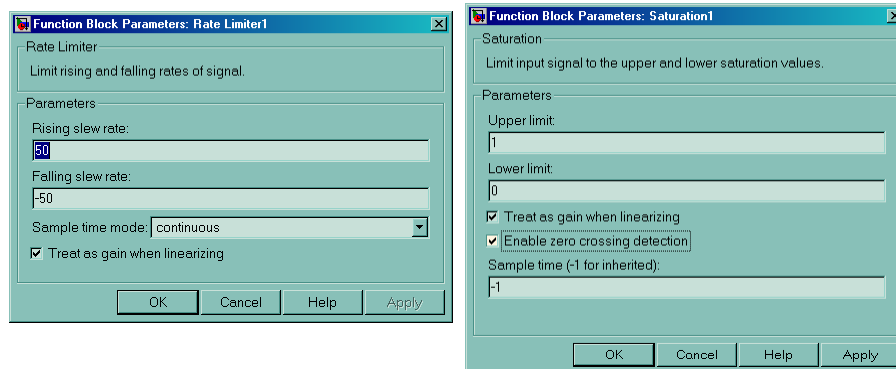 Function Block Parameters: Rate Limiter1
Rate Limiter
Limit rising and falling rates of signal.
Parameters
Rising slew rate:
50
Falling slew rate:
-50
Sample time mode: continuous
Treat as gain when linearizing
OK Cancel Help Apply
Function Block Parameters: Saturation1
Saturation
Limit input signal to the upper and lower saturation values.
Parameters
Upper limit:
1
Lower limit:
0
Treat as gain when linearizing
Enable zero crossing detection
Sample time (-1 for inherited):
-1
OK Cancel Help Apply